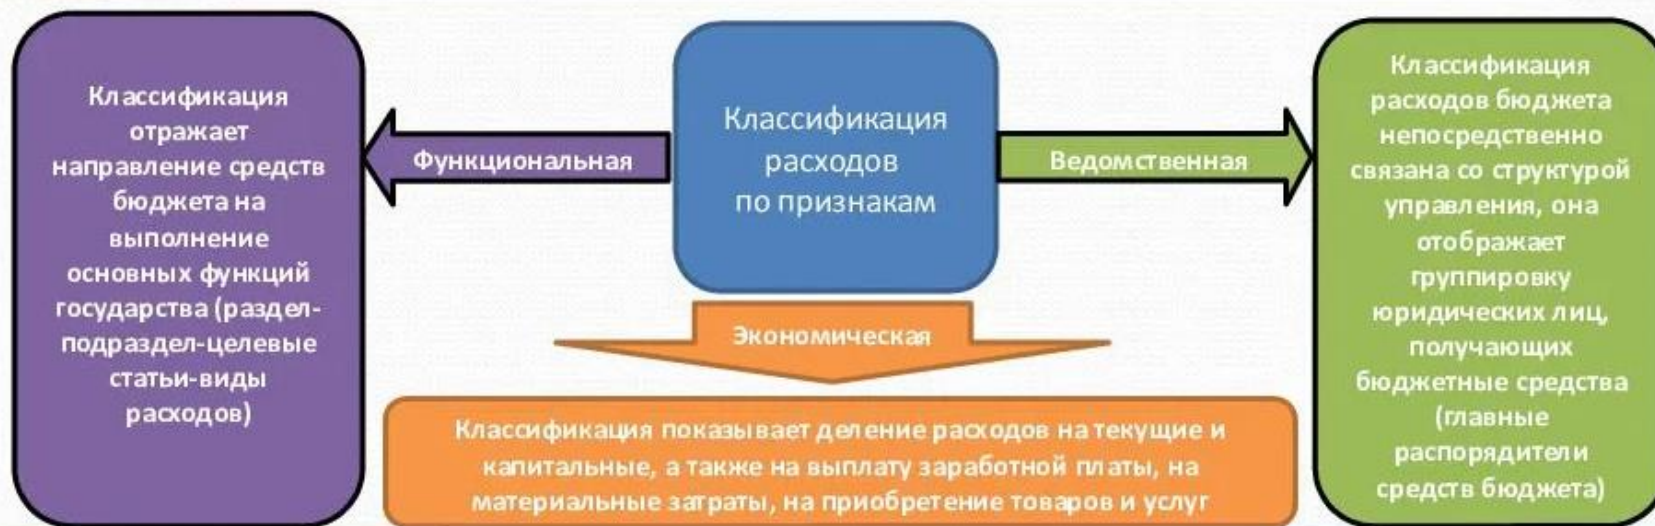 Классификация
отражает
направление средств
бюджета на
выполнение
основных функций
государства (раздел-
подраздел-целевые
статьи-виды
расходов)
Функциональная
Классификация
расходов
по признакам
Ведомственная
Классификация
расходов бюджета
непосредственно
связана со структурой
управления, она
отображает
группировку
юридических лиц,
получающих
бюджетные средства
(главные
распорядители
средств бюджета)
Экономическая
Классификация показывает деление расходов на текущие и
капитальные, а также на выплату заработной платы, на
материальные затраты, на приобретение товаров и услуг